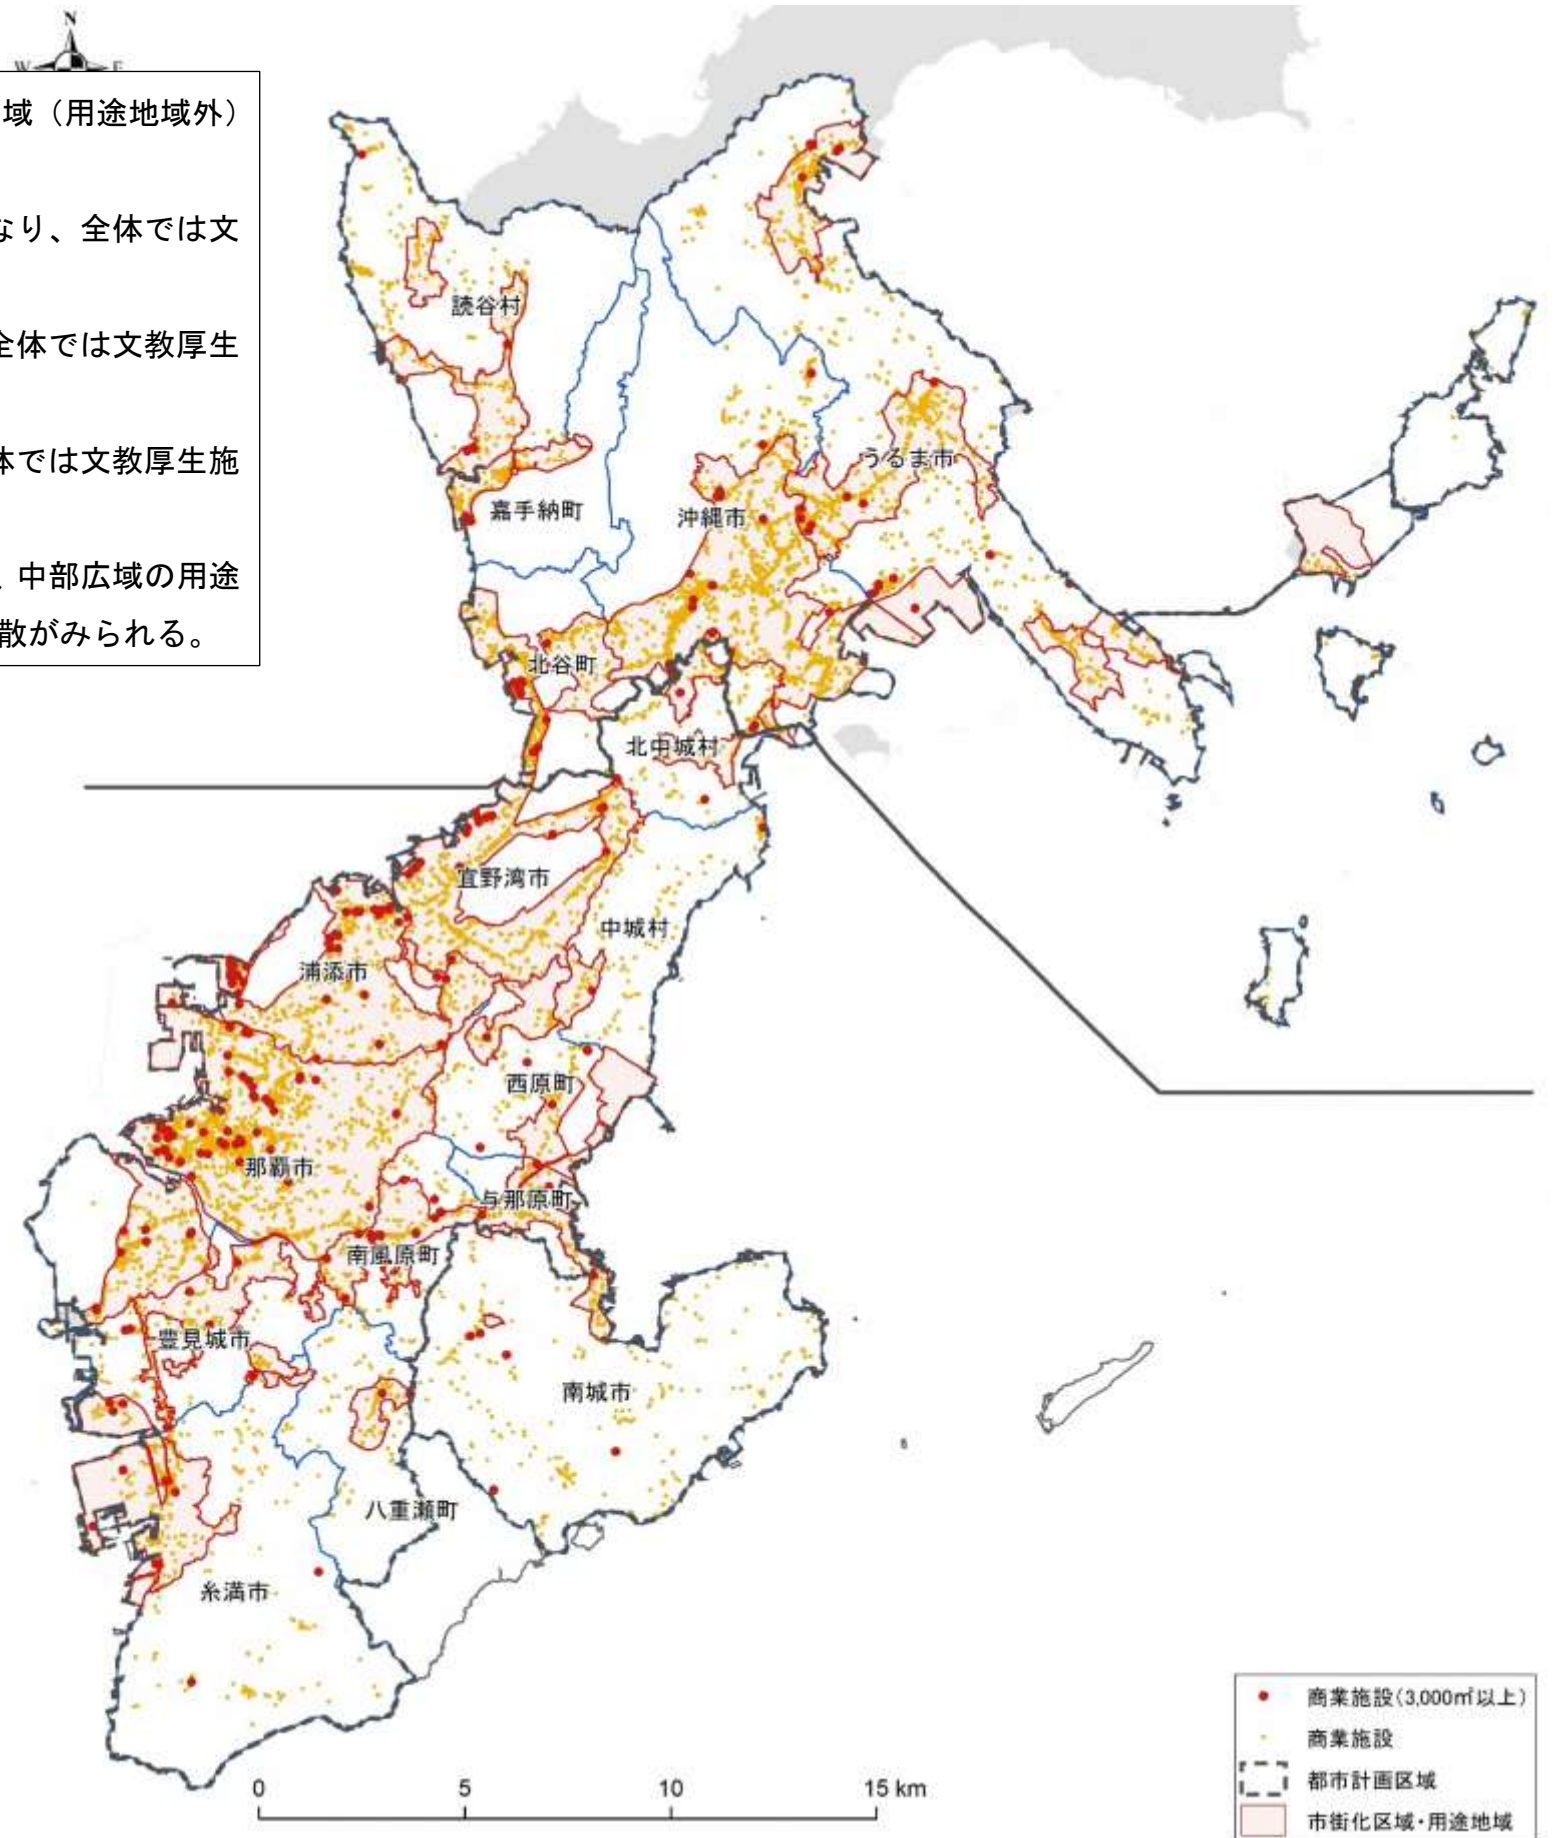 N
W E
域（用途地域外）
なり、全体では文
全体では文教厚生
体では文教厚生施
、中部広域の用途
散がみられる。
読谷村
うるま市
嘉手納町
沖縄市
北谷町
北中城村
宜野湾市
中城村
浦添市
西原町
那覇市
与那原町
南風原町
豊見城市
南城市
八重瀬町
糸満市
0 5 10 15 km
商業施設（3,000㎡以上）
商業施設
都市計画区域
市街化区域・用途地域